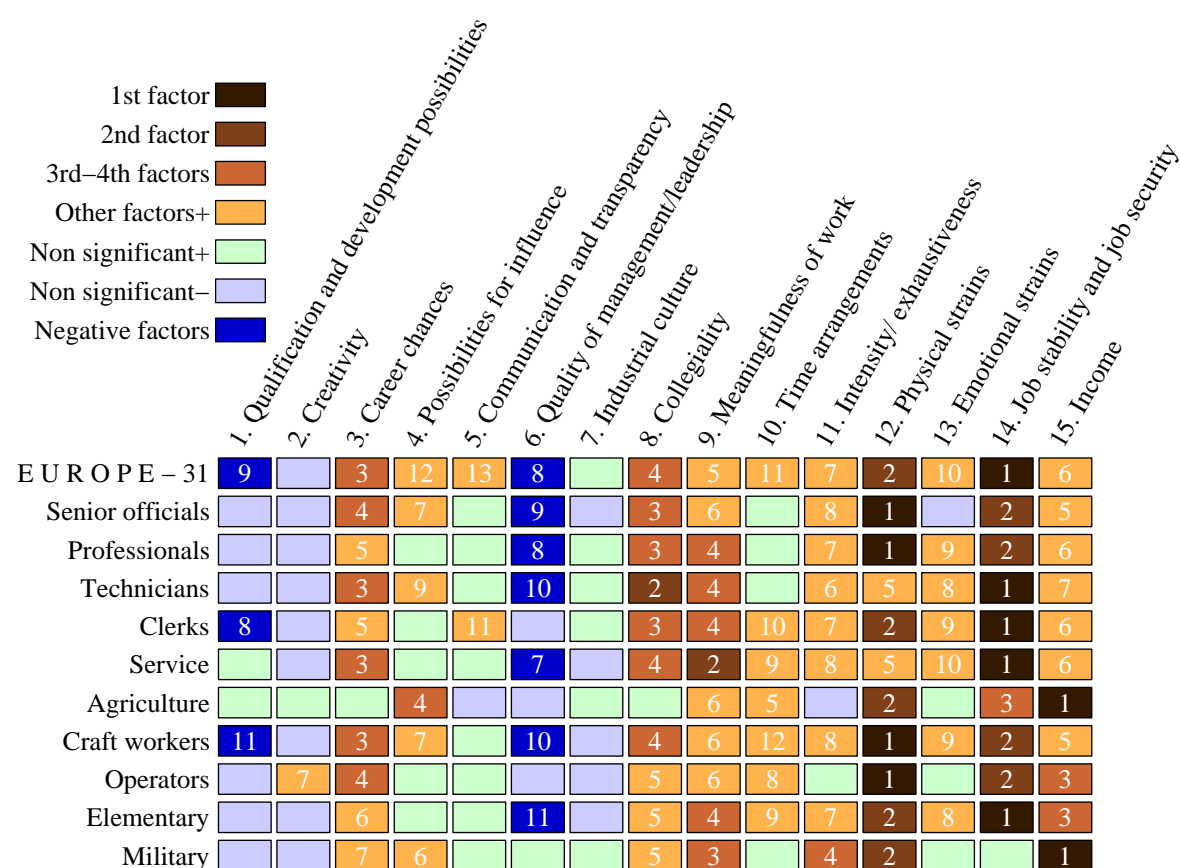 1st factor
2nd factor
3rd−4th factors
Other factors+
Non significant+
Non significant−
Negative factors
1. Qualification and development possibilities
2. Creativity
3. Career chances
4. Possibilities for influence
5. Communication and transparency
6. Quality of management/leadership
7. Industrial culture
8. Collegiality
9. Meaningfulness of work
10. Time arrangements
11. Intensity/ exhaustiveness
12. Physical strains
13. Emotional strains
14. Job stability and job security
15. Income
E U R O P E − 31 9 3 12 13 8 4 5 11 7 2 10 1 6
Senior officials 4 7 9 3 6 8 1 2 5
Professionals 5 8 3 4 7 1 9 2 6
Technicians 3 9 10 2 4 6 5 8 1 7
Clerks 8 5 11 3 4 10 7 2 9 1 6
Service 3 7 4 2 9 8 5 10 1 6
Agriculture 4 6 5 2 3 1
Craft workers 11 3 7 10 4 6 12 8 1 9 2 5
Operators 7 4 5 6 8 1 2 3
Elementary 6 11 5 4 9 7 2 8 1 3
Military 7 6 5 3 4 2 1